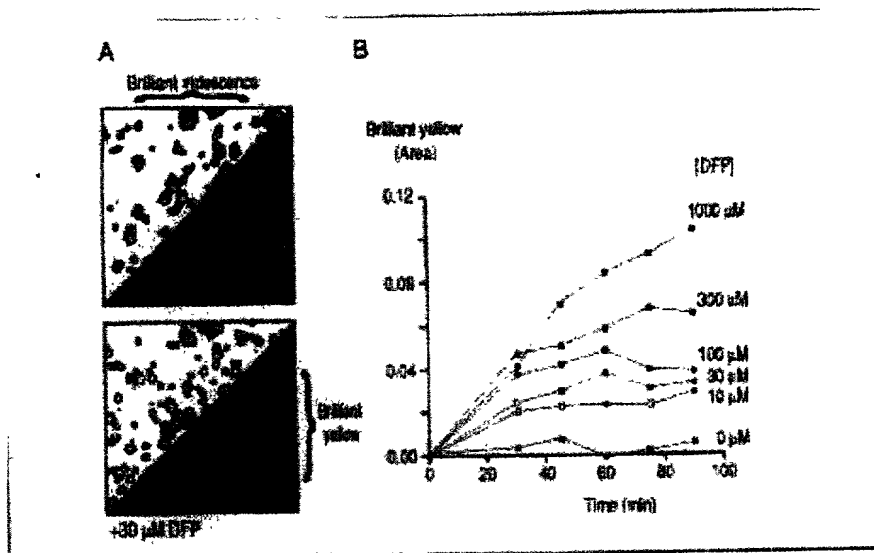 A
Brilliant iridescence
+30 µM DFP
Brilliant
yellow
B
Brilliant yellow
(Area)
[DFP]
0.12
0.08
0.04
0.00
1000 µM
300 µM
100 µM
30 µM
10 µM
0 µM
0 20 40 60 80 100
Time (min)